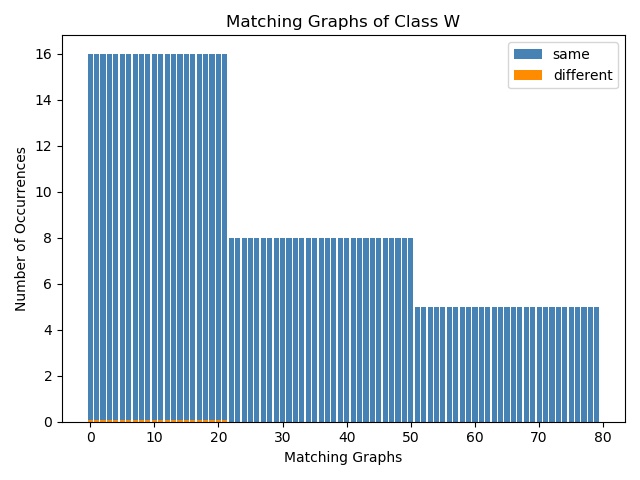 Matching Graphs of Class W
same
different
Number of Occurrences
16
14
12
10
8
6
4
2
0
0 10 20 30 40 50 60 70 80
Matching Graphs